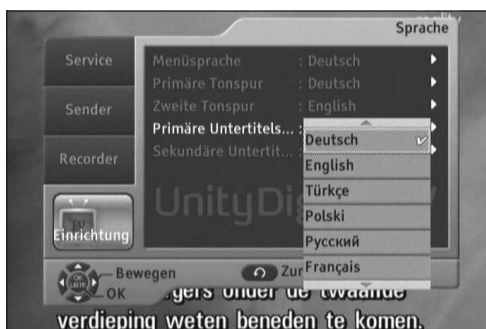 Sprache
Service
Sender
Recorder
TV
Einrichtung
Menüsprache : Deutsch
Primäre Tonspur : Deutsch
Zweite Tonspur : English
Primäre Untertitels... :
Sekundäre Untertit... :
Deutsch
English
Türkçe
Polski
Русский
Français
UnityDi
Bewegen
OK
Zur
verdieping weten beneden te komen.